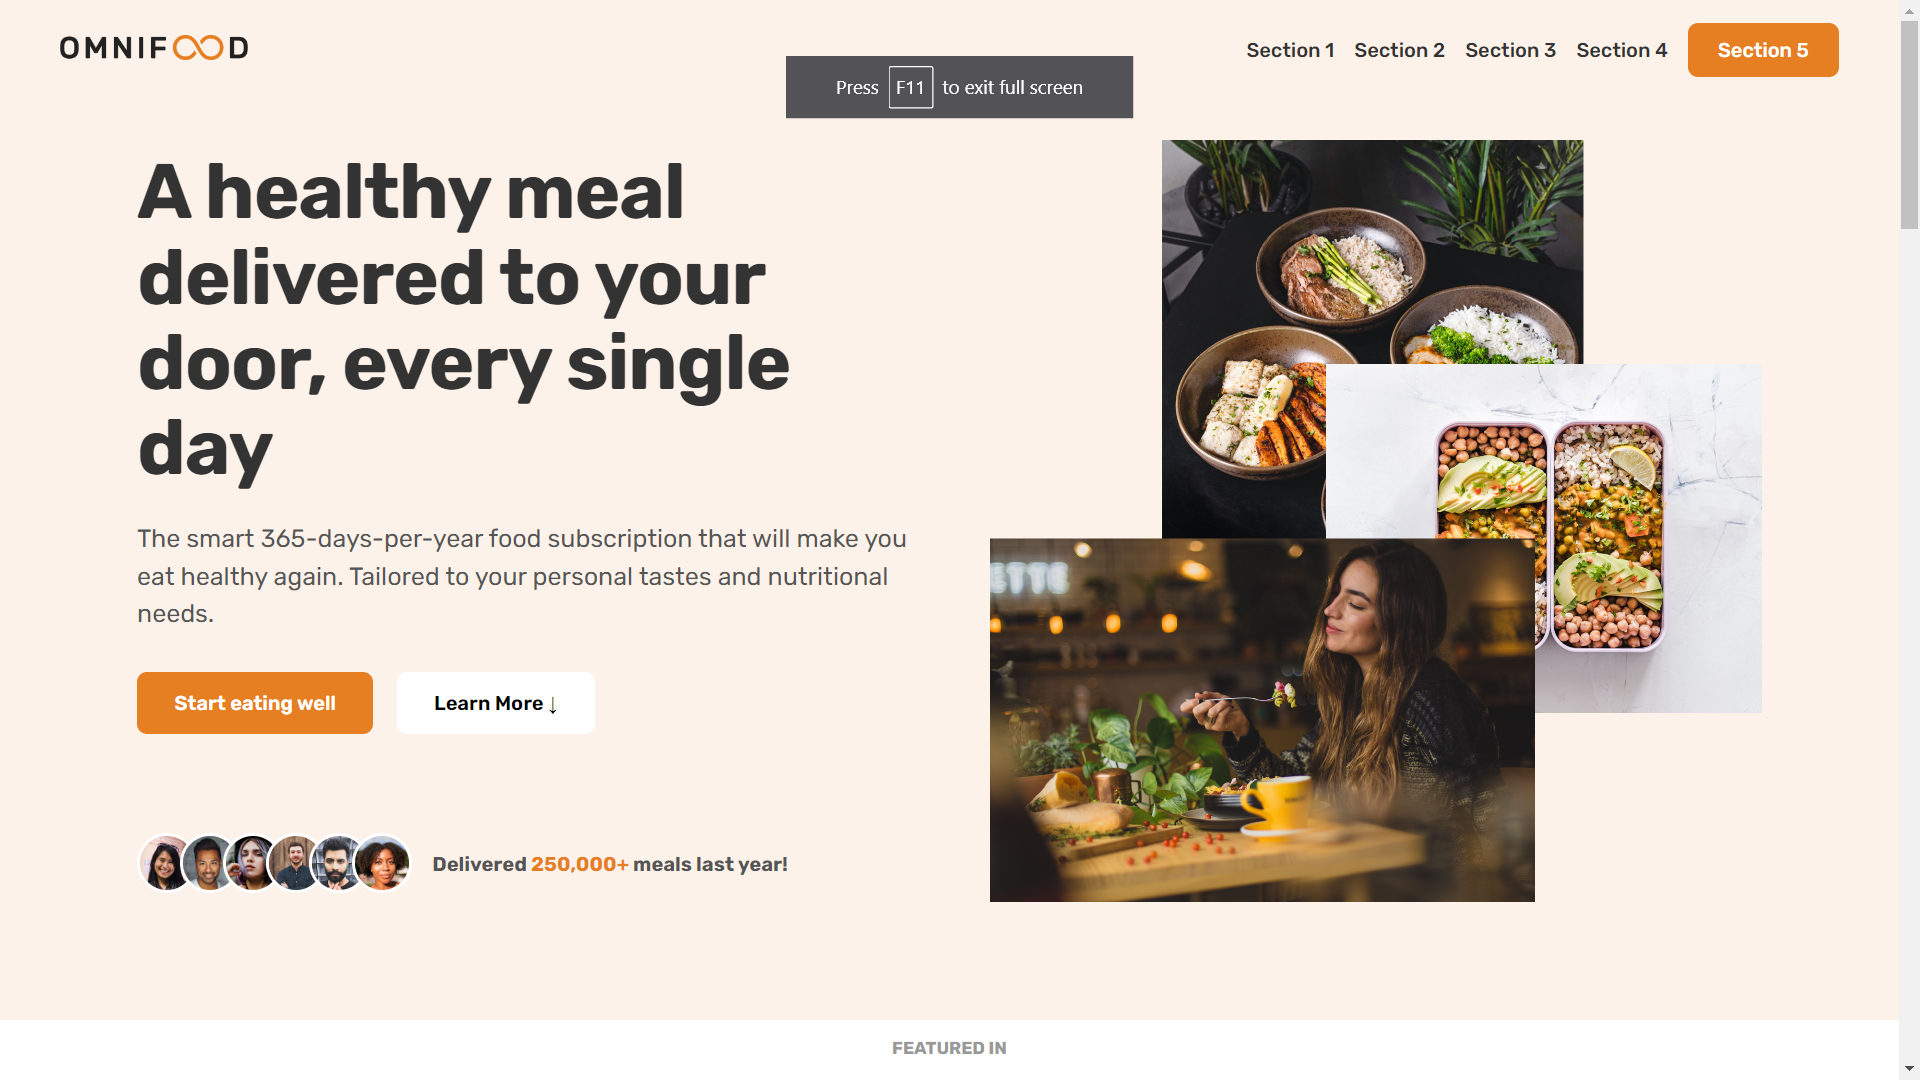 OMNIFOOD
Section 1 Section 2 Section 3 Section 4 Section 5
Press F11 to exit full screen
A healthy meal
delivered to your
door, every single
day
The smart 365-days-per-year food subscription that will make you
eat healthy again. Tailored to your personal tastes and nutritional
needs.
Start eating well
Learn More ↓
ETTE
Delivered 250,000+ meals last year!
FEATURED IN